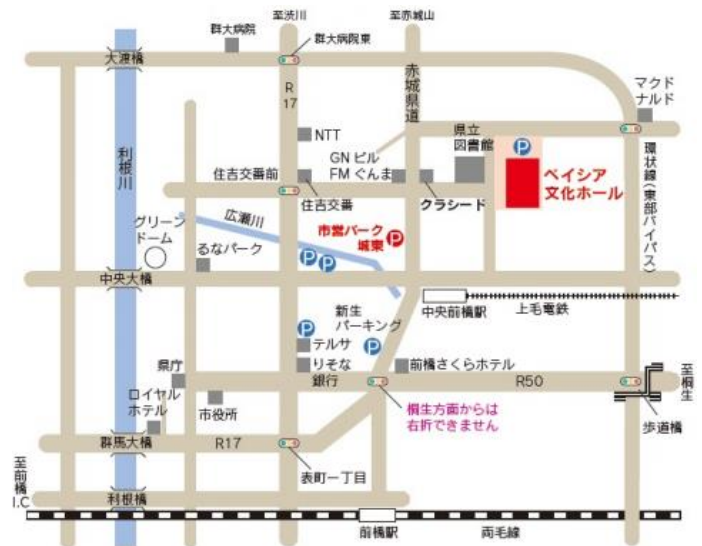 至渋川
至赤城山
群大病院
群大病院東
大渡橋
R
17
赤城県道
マクド
ナルド
NTT
県立
図書館
P
利根川
GNビル
FMぐんま
住吉交番前
住吉交番
クラシード
ベイシア
文化ホール
環状線(東部バイパス)
広瀬川
グリーン
ドーム
るなパーク
市営パーク
城東
P
P
P
中央大橋
中央前橋駅
上毛電鉄
新生
パーキング
P
P
テルサ
りそな
銀行
前橋さくらホテル
県庁
R50
至桐生
ロイヤル
ホテル
市役所
桐生方面からは
右折できません
歩道橋
群馬大橋
R17
表町一丁目
至前橋
I.C
利根橋
前橋駅
両毛線